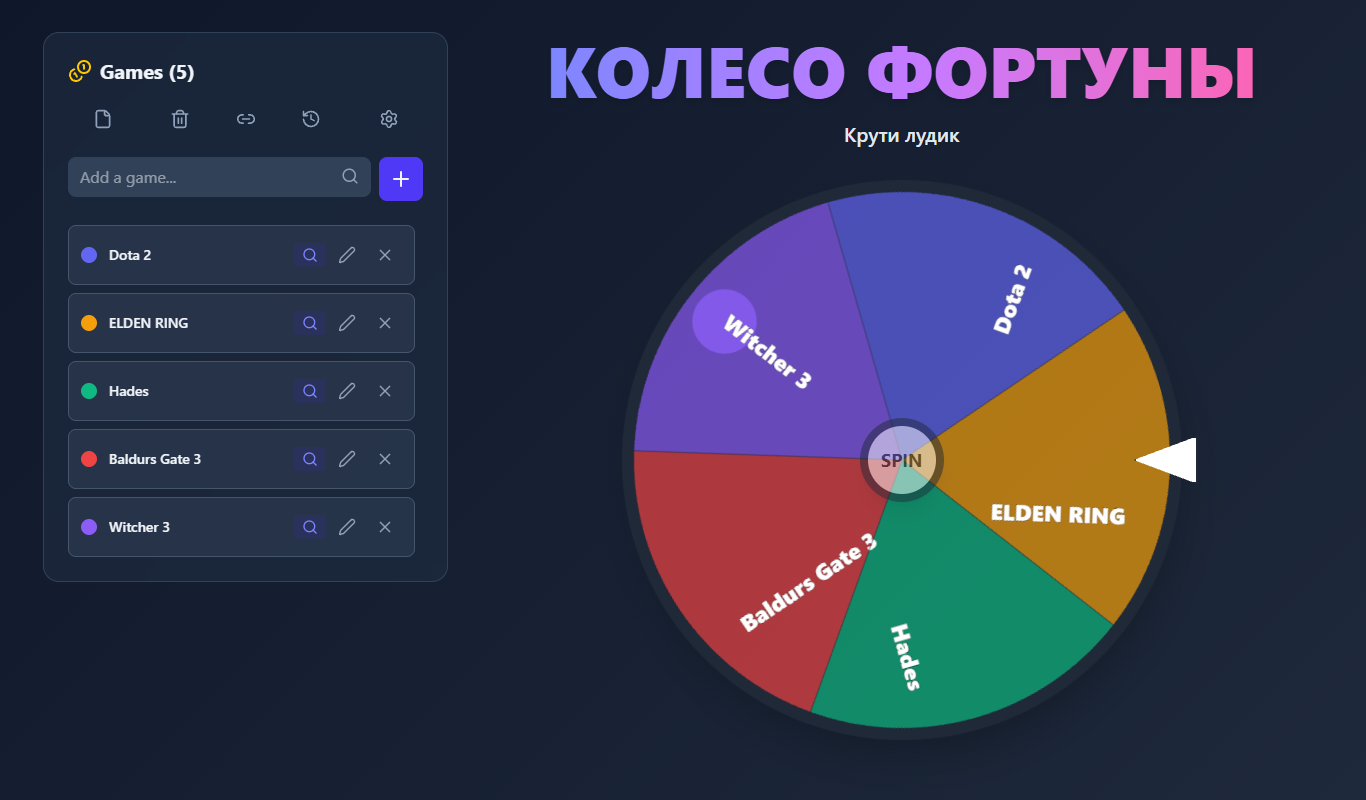 Games (5)
Add a game...
Dota 2
ELDEN RING
Hades
Baldurs Gate 3
Witcher 3
КОЛЕСО ФОРТУНЫ
Крути лудик
Dota 2
Witcher 3
SPIN
ELDEN RING
Baldurs Gate 3
Hades